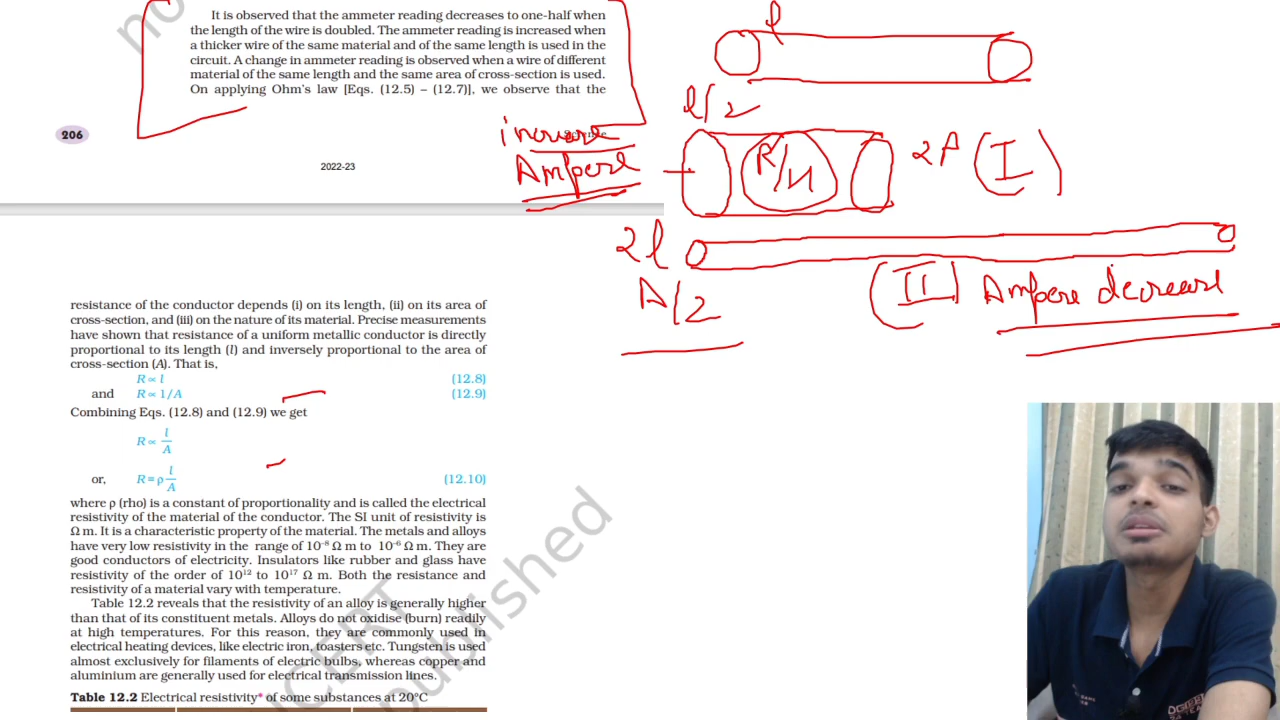 It is observed that the ammeter reading decreases to one-half when
the length of the wire is doubled. The ammeter reading is increased when
a thicker wire of the same material and of the same length is used in the
circuit. A change in ammeter reading is observed when a wire of different
material of the same length and the same area of cross-section is used.
On applying Ohm's law [Eqs. (12.5) – (12.7)], we observe that the
206
2022-23
l
l/2
increase
Ampere
R/4
2A (I)
2l
A/2
(II) Ampere decrease
resistance of the conductor depends (i) on its length, (ii) on its area of
cross-section, and (iii) on the nature of its material. Precise measurements
have shown that resistance of a uniform metallic conductor is directly
proportional to its length (l) and inversely proportional to the area of
cross-section (A). That is,
R ∝ l (12.8)
and R ∝ 1/A (12.9)
Combining Eqs. (12.8) and (12.9) we get
R ∝ l/A
or, R = ρ l/A (12.10)
where ρ (rho) is a constant of proportionality and is called the electrical
resistivity of the material of the conductor. The SI unit of resistivity is
Ω m. It is a characteristic property of the material. The metals and alloys
have very low resistivity in the range of 10⁻⁸ Ω m to 10⁻⁶ Ω m. They are
good conductors of electricity. Insulators like rubber and glass have
resistivity of the order of 10¹² to 10¹⁷ Ω m. Both the resistance and
resistivity of a material vary with temperature.
Table 12.2 reveals that the resistivity of an alloy is generally higher
than that of its constituent metals. Alloys do not oxidise (burn) readily
at high temperatures. For this reason, they are commonly used in
electrical heating devices, like electric iron, toasters etc. Tungsten is used
almost exclusively for filaments of electric bulbs, whereas copper and
aluminium are generally used for electrical transmission lines.
Table 12.2 Electrical resistivity* of some substances at 20°C
published